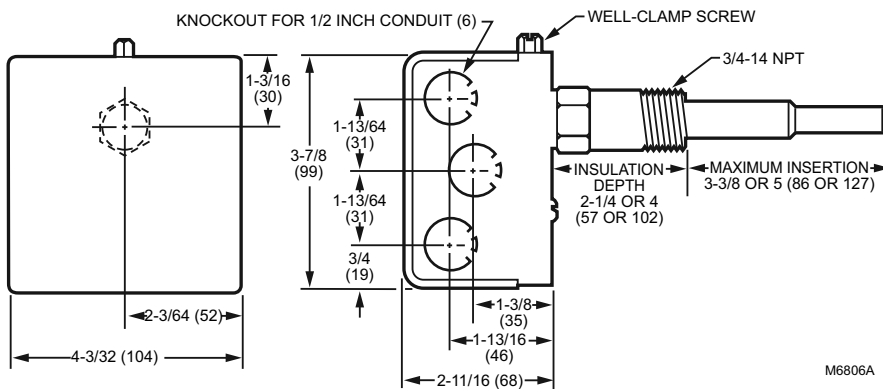 KNOCKOUT FOR 1/2 INCH CONDUIT (6)
WELL-CLAMP SCREW
3/4-14 NPT
1-3/16
(30)
1-13/64
(31)
3-7/8
(99)
1-13/64
(31)
3/4
(19)
INSULATION
DEPTH
2-1/4 OR 4
(57 OR 102)
MAXIMUM INSERTION
3-3/8 OR 5 (86 OR 127)
2-3/64 (52)
4-3/32 (104)
1-3/8
(35)
1-13/16
(46)
2-11/16 (68)
M6806A